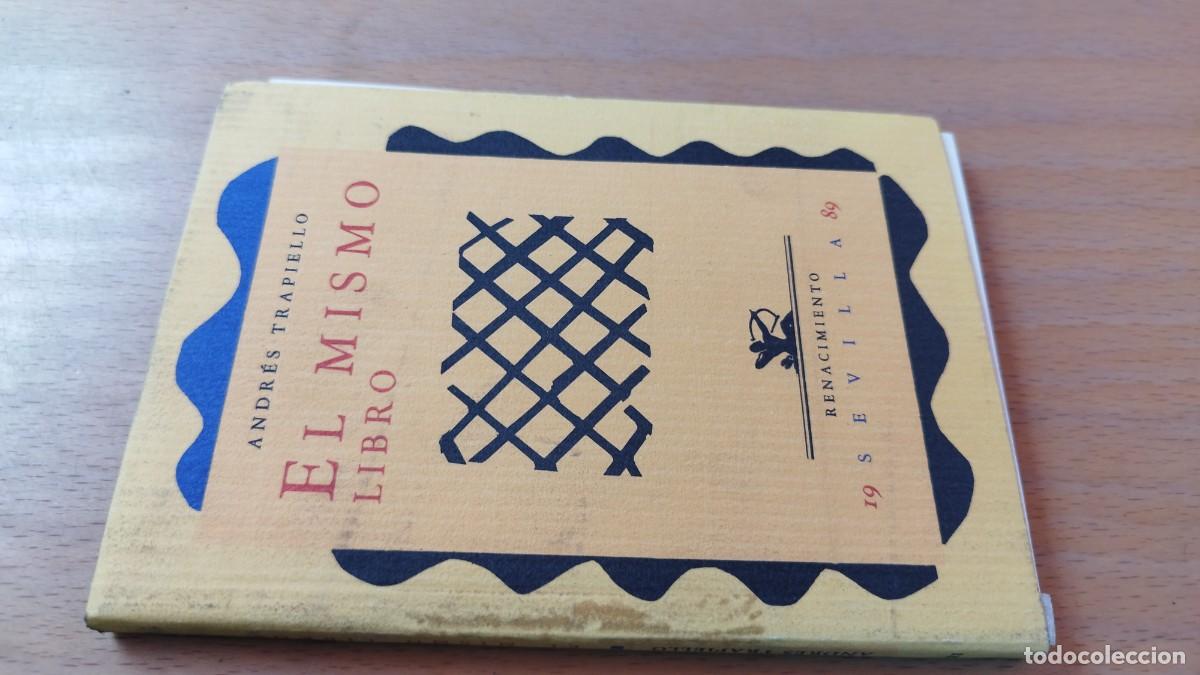 ANDRÉS TRAPIELLO
EL MISMO
LIBRO
RENACIMIENTO
19 SEVILLA 89
ANDRÉS TRAPIELLO
todocoleccion